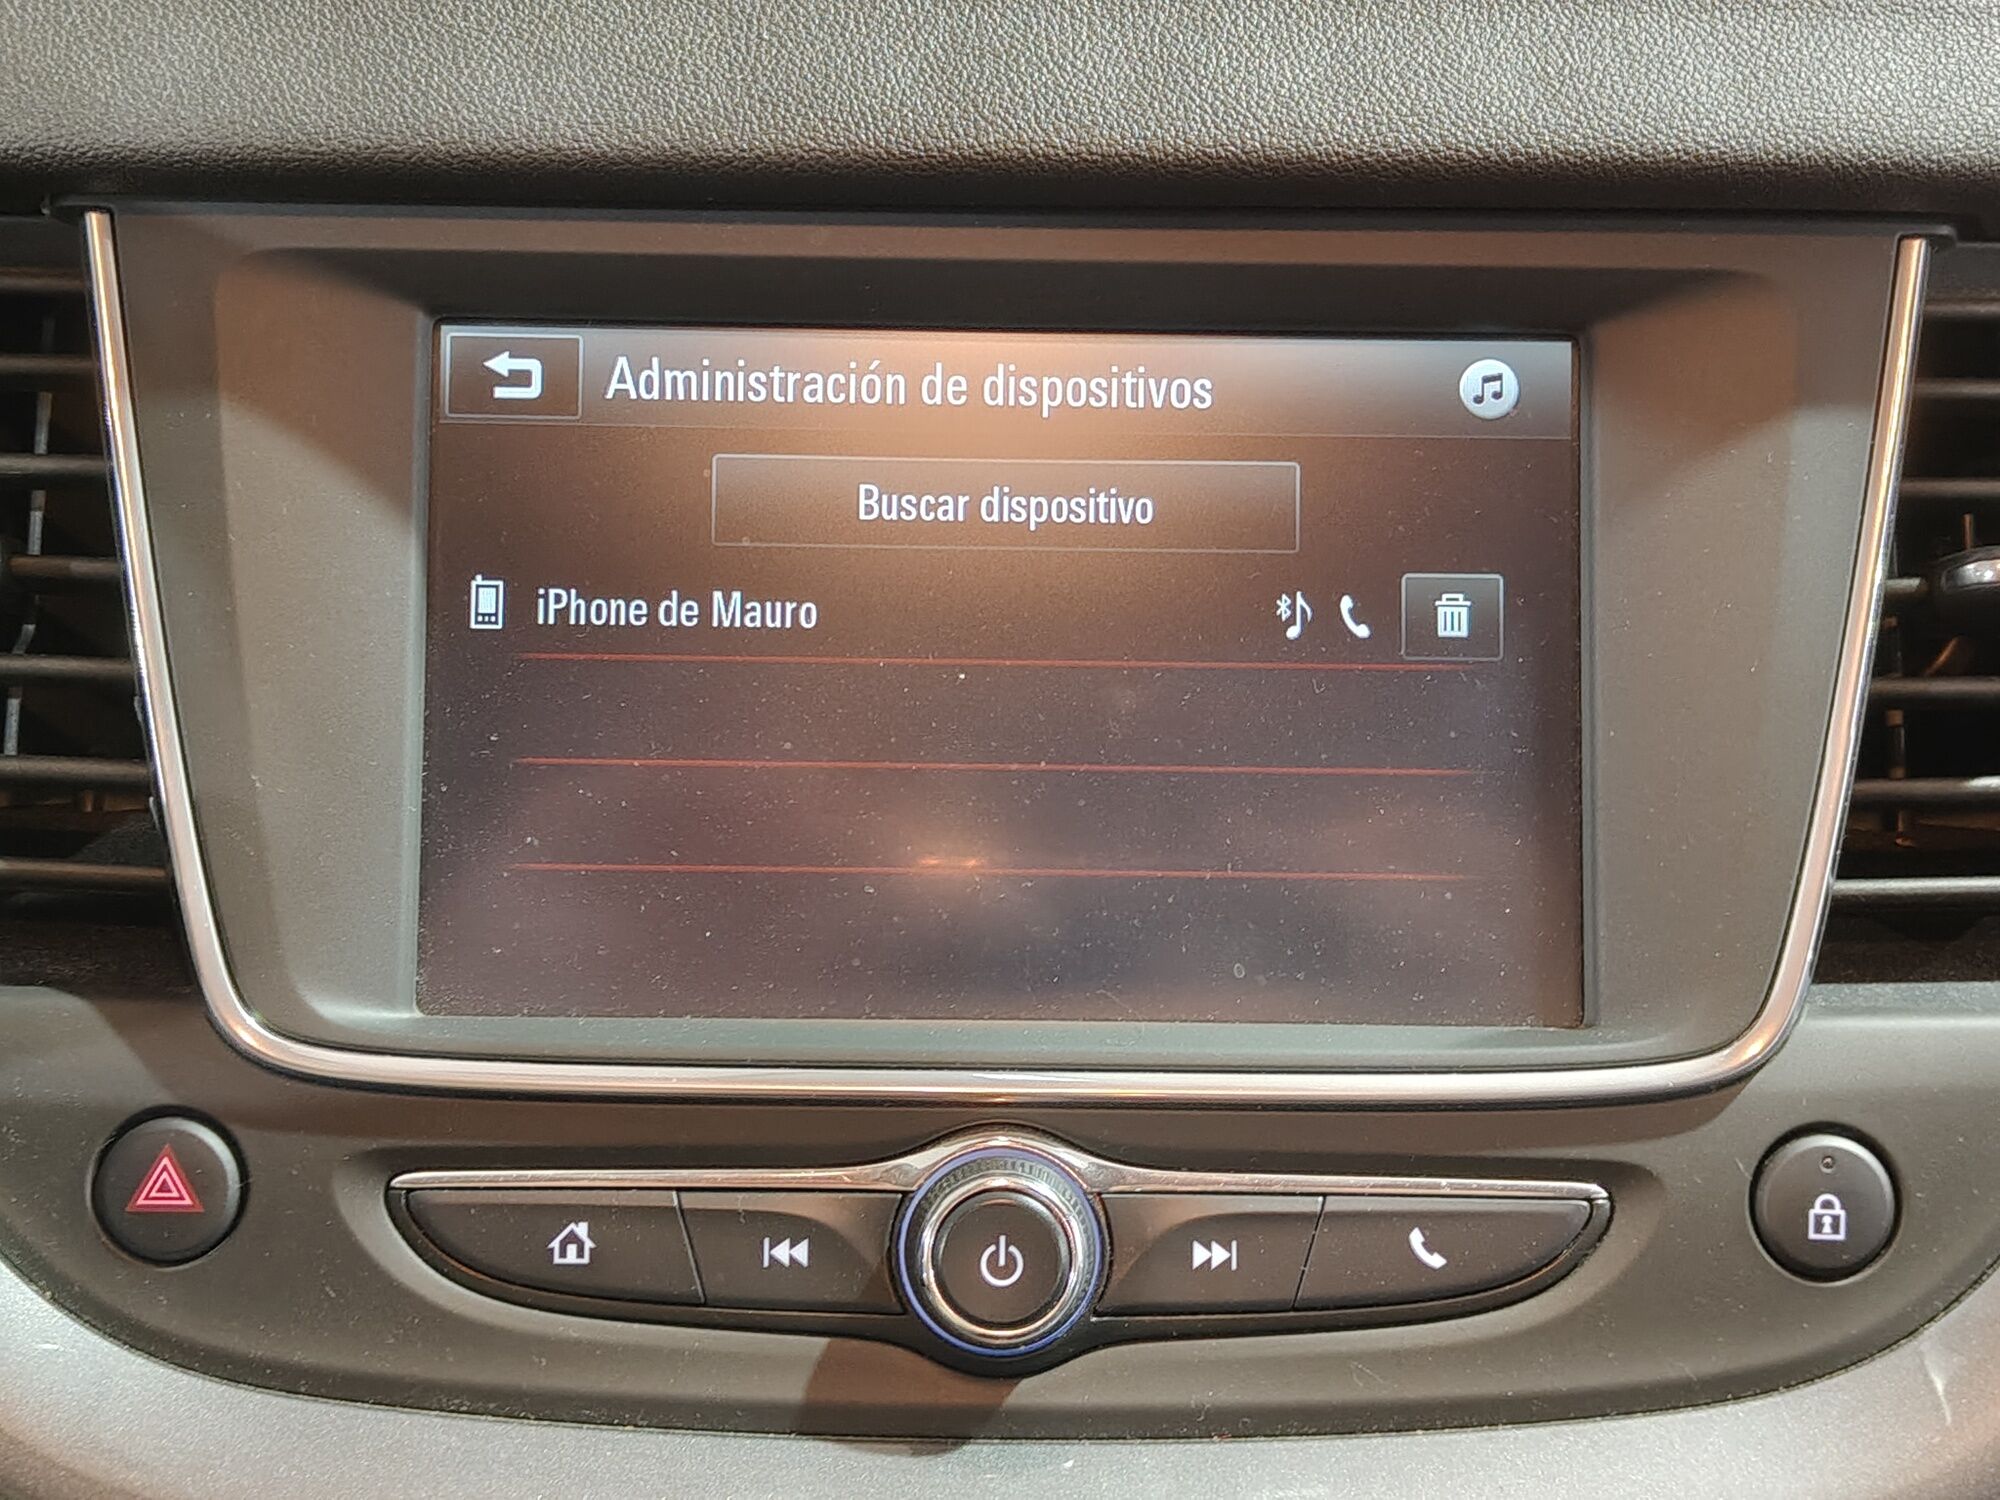 Administración de dispositivos
Buscar dispositivo
iPhone de Mauro